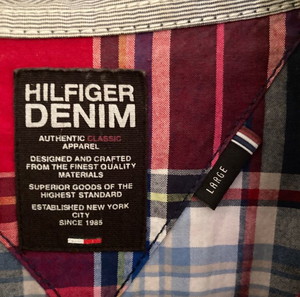 HILFIGER
DENIM
AUTHENTIC CLASSIC
APPAREL
DESIGNED AND CRAFTED
FROM THE FINEST QUALITY
MATERIALS
SUPERIOR GOODS OF THE
HIGHEST STANDARD
ESTABLISHED NEW YORK
CITY
SINCE 1985
LARGE